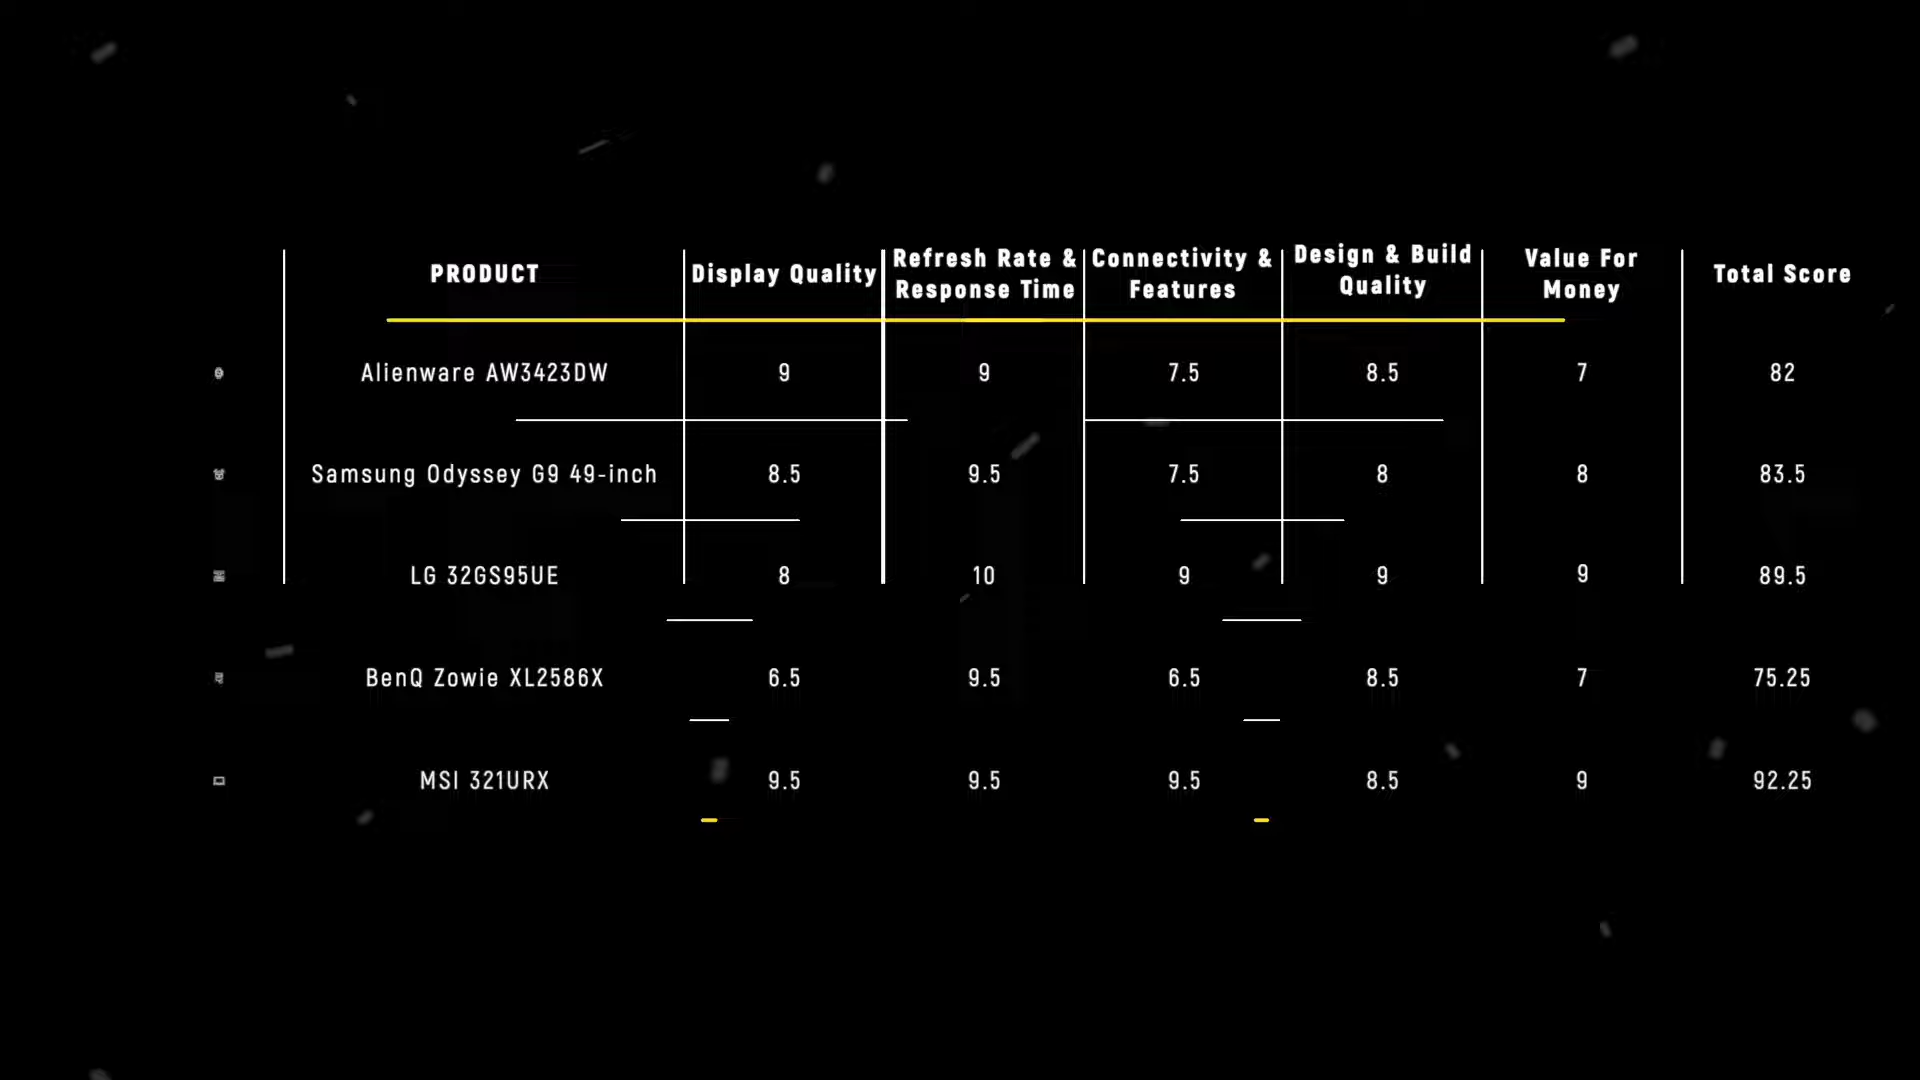 PRODUCT Display Quality Refresh Rate & Response Time Connectivity & Features Design & Build Quality Value For Money Total Score
Alienware AW3423DW 9 9 7.5 8.5 7 82
Samsung Odyssey G9 49-inch 8.5 9.5 7.5 8 8 83.5
LG 32GS95UE 8 10 9 9 9 89.5
BenQ Zowie XL2586X 6.5 9.5 6.5 8.5 7 75.25
MSI 321URX 9.5 9.5 9.5 8.5 9 92.25